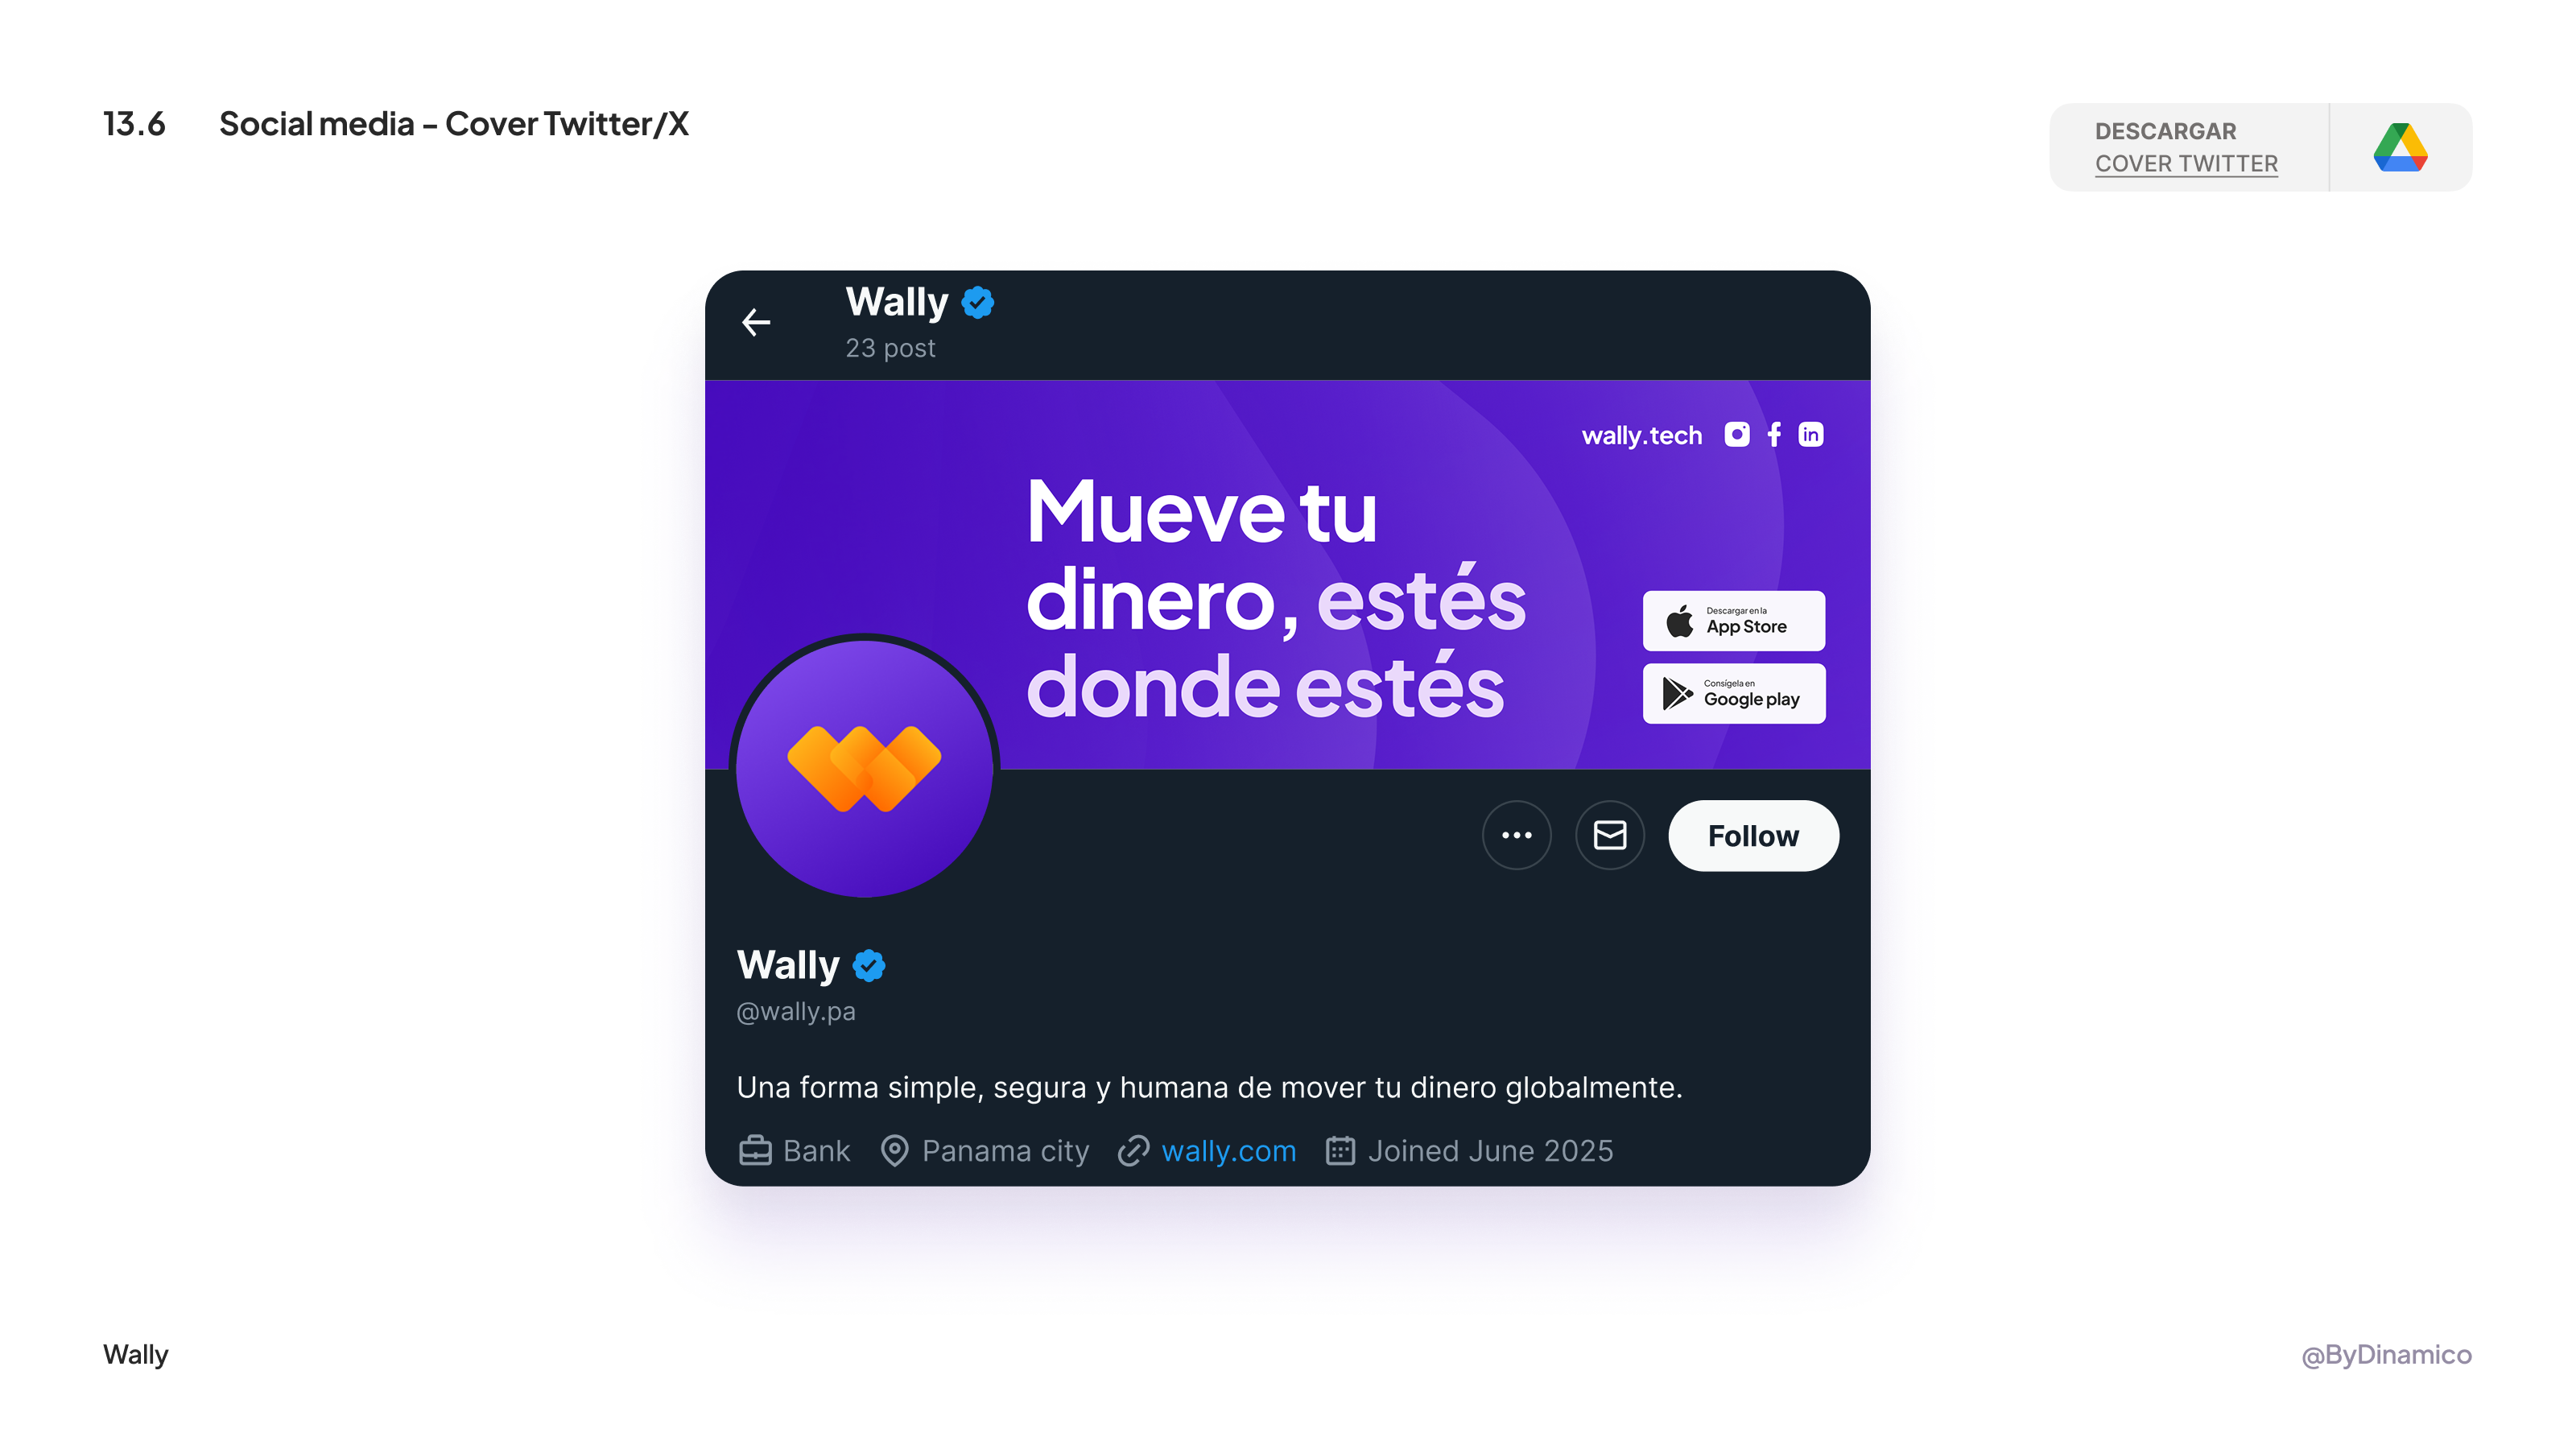 13.6 Social media - Cover Twitter/X
DESCARGAR
COVER TWITTER
Wally
23 post
wally.tech
Mueve tu
dinero, estés
donde estés
Descargar en la
App Store
Consígela en
Google play
Follow
Wally
@wally.pa
Una forma simple, segura y humana de mover tu dinero globalmente.
Bank Panama city wally.com Joined June 2025
Wally
@ByDinamico